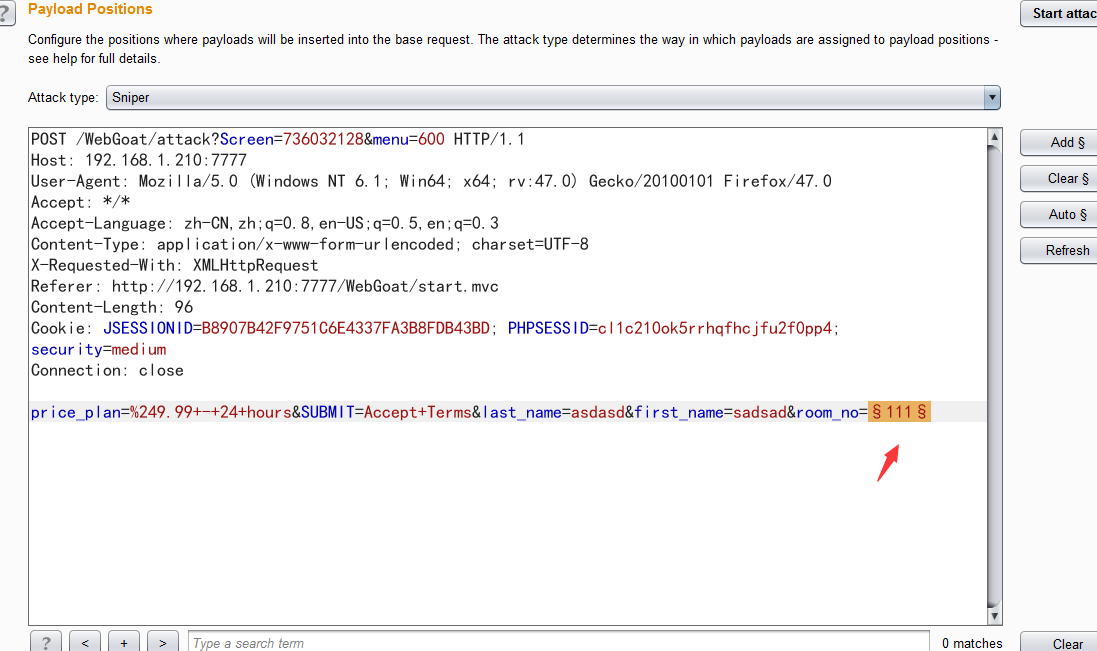 ?
Payload Positions
Start attac
Configure the positions where payloads will be inserted into the base request. The attack type determines the way in which payloads are assigned to payload positions -
see help for full details.
Attack type: Sniper
POST /WebGoat/attack?Screen=736032128&menu=600 HTTP/1.1
Host: 192.168.1.210:7777
User-Agent: Mozilla/5.0 (Windows NT 6.1; Win64; x64; rv:47.0) Gecko/20100101 Firefox/47.0
Accept: */*
Accept-Language: zh-CN,zh;q=0.8,en-US;q=0.5,en;q=0.3
Content-Type: application/x-www-form-urlencoded; charset=UTF-8
X-Requested-With: XMLHttpRequest
Referer: http://192.168.1.210:7777/WebGoat/start.mvc
Content-Length: 96
Cookie: JSESSIONID=B8907B42F9751C6E4337FA3B8FDB43BD; PHPSESSID=cl1c210ok5rrhqfhcjfu2f0pp4;
security=medium
Connection: close
price_plan=%249.99+-+24+hours&SUBMIT=Accept+Terms&last_name=asdasd&first_name=sadsad&room_no=§111§
Add §
Clear §
Auto §
Refresh
? < + > Type a search term 0 matches Clear